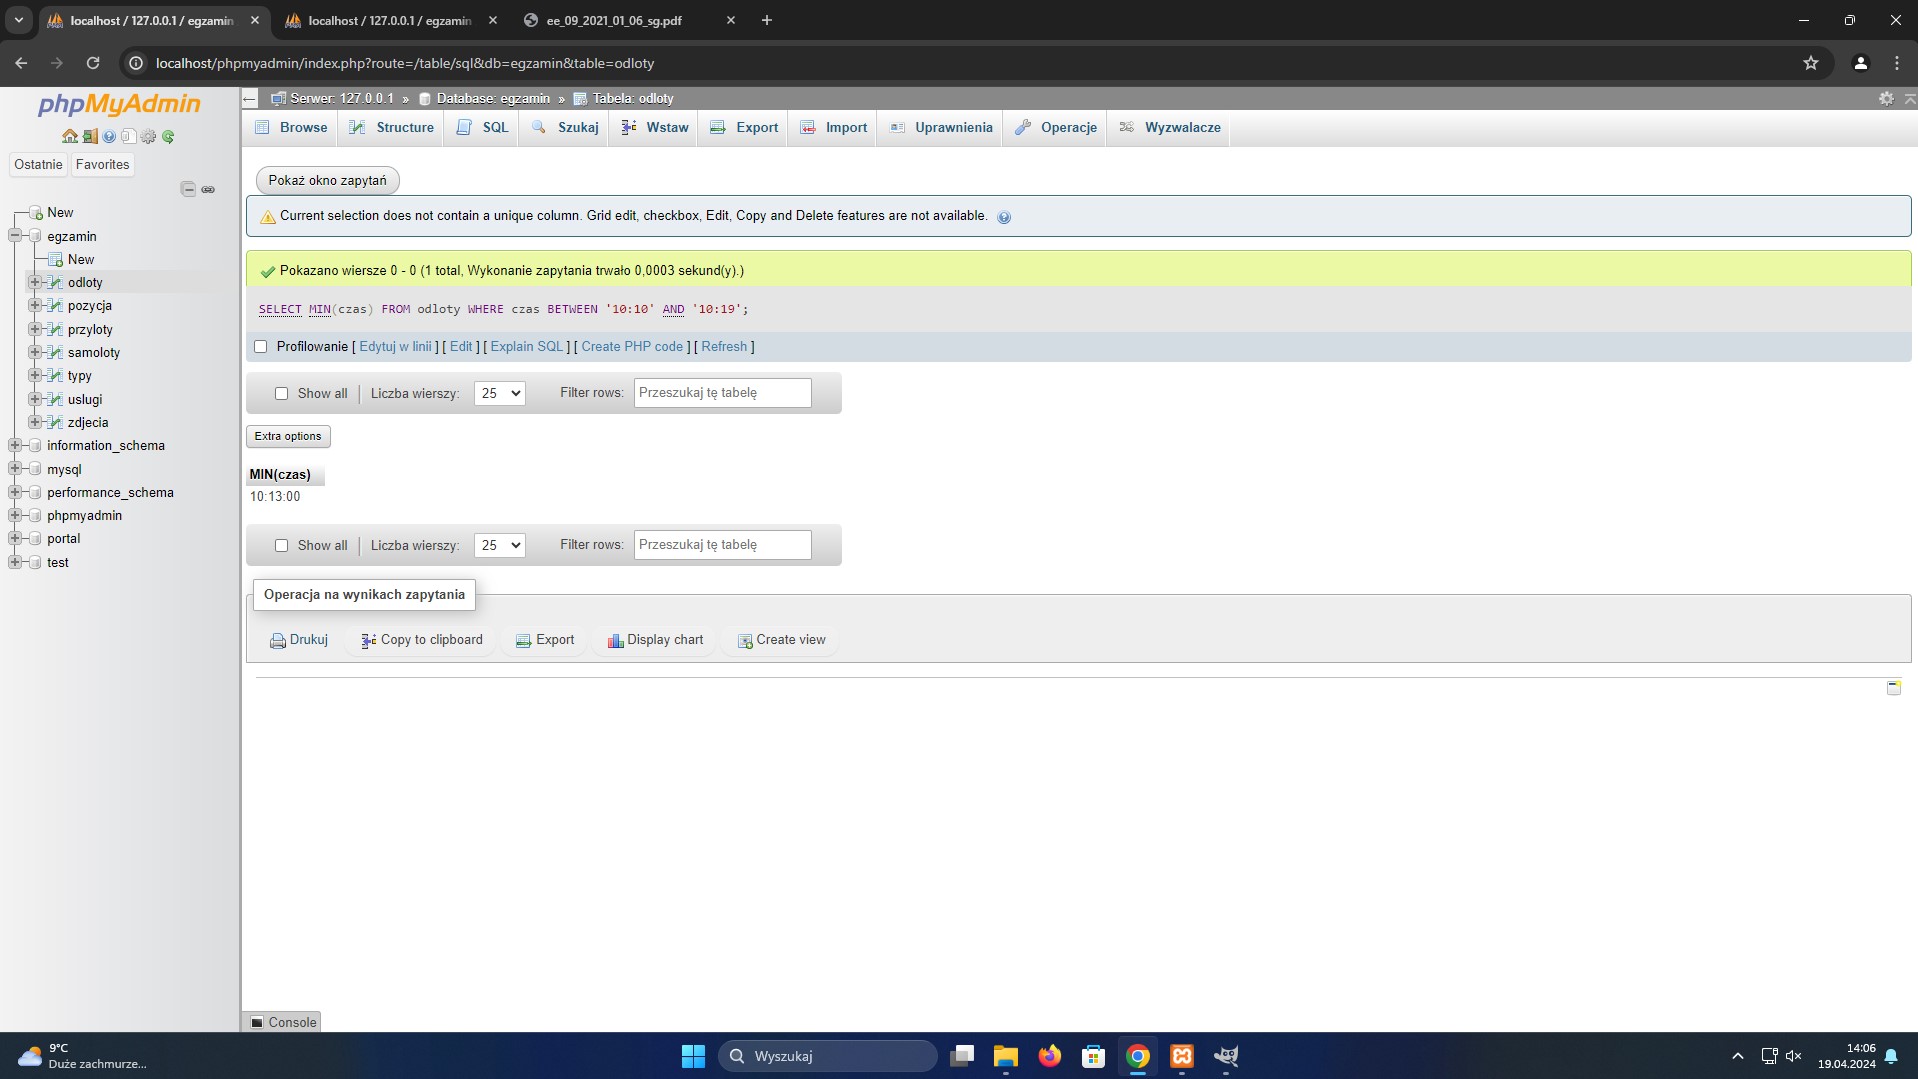 localhost / 127.0.0.1 / egzamin
localhost / 127.0.0.1 / egzamin
ee_09_2021_01_06_sg.pdf
localhost/phpmyadmin/index.php?route=/table/sql&db=egzamin&table=odloty
phpMyAdmin
Ostatnie
Favorites
New
egzamin
New
odloty
pozycja
przyloty
samoloty
typy
uslugi
zdjecia
information_schema
mysql
performance_schema
phpmyadmin
portal
test
Serwer: 127.0.0.1 » Database: egzamin » Tabela: odloty
Browse Structure SQL Szukaj Wstaw Export Import Uprawnienia Operacje Wyzwalacze
Pokaż okno zapytań
Current selection does not contain a unique column. Grid edit, checkbox, Edit, Copy and Delete features are not available.
Pokazano wiersze 0 - 0 (1 total, Wykonanie zapytania trwało 0,0003 sekund(y).)
SELECT MIN(czas) FROM odloty WHERE czas BETWEEN '10:10' AND '10:19';
Profilowanie [ Edytuj w linii ] [ Edit ] [ Explain SQL ] [ Create PHP code ] [ Refresh ]
Show all Liczba wierszy: 25 Filter rows: Przeszukaj tę tabelę
Extra options
MIN(czas)
10:13:00
Show all Liczba wierszy: 25 Filter rows: Przeszukaj tę tabelę
Operacja na wynikach zapytania
Drukuj Copy to clipboard Export Display chart Create view
Console
9°C
Duże zachmurze...
Wyszukaj
14:06
19.04.2024